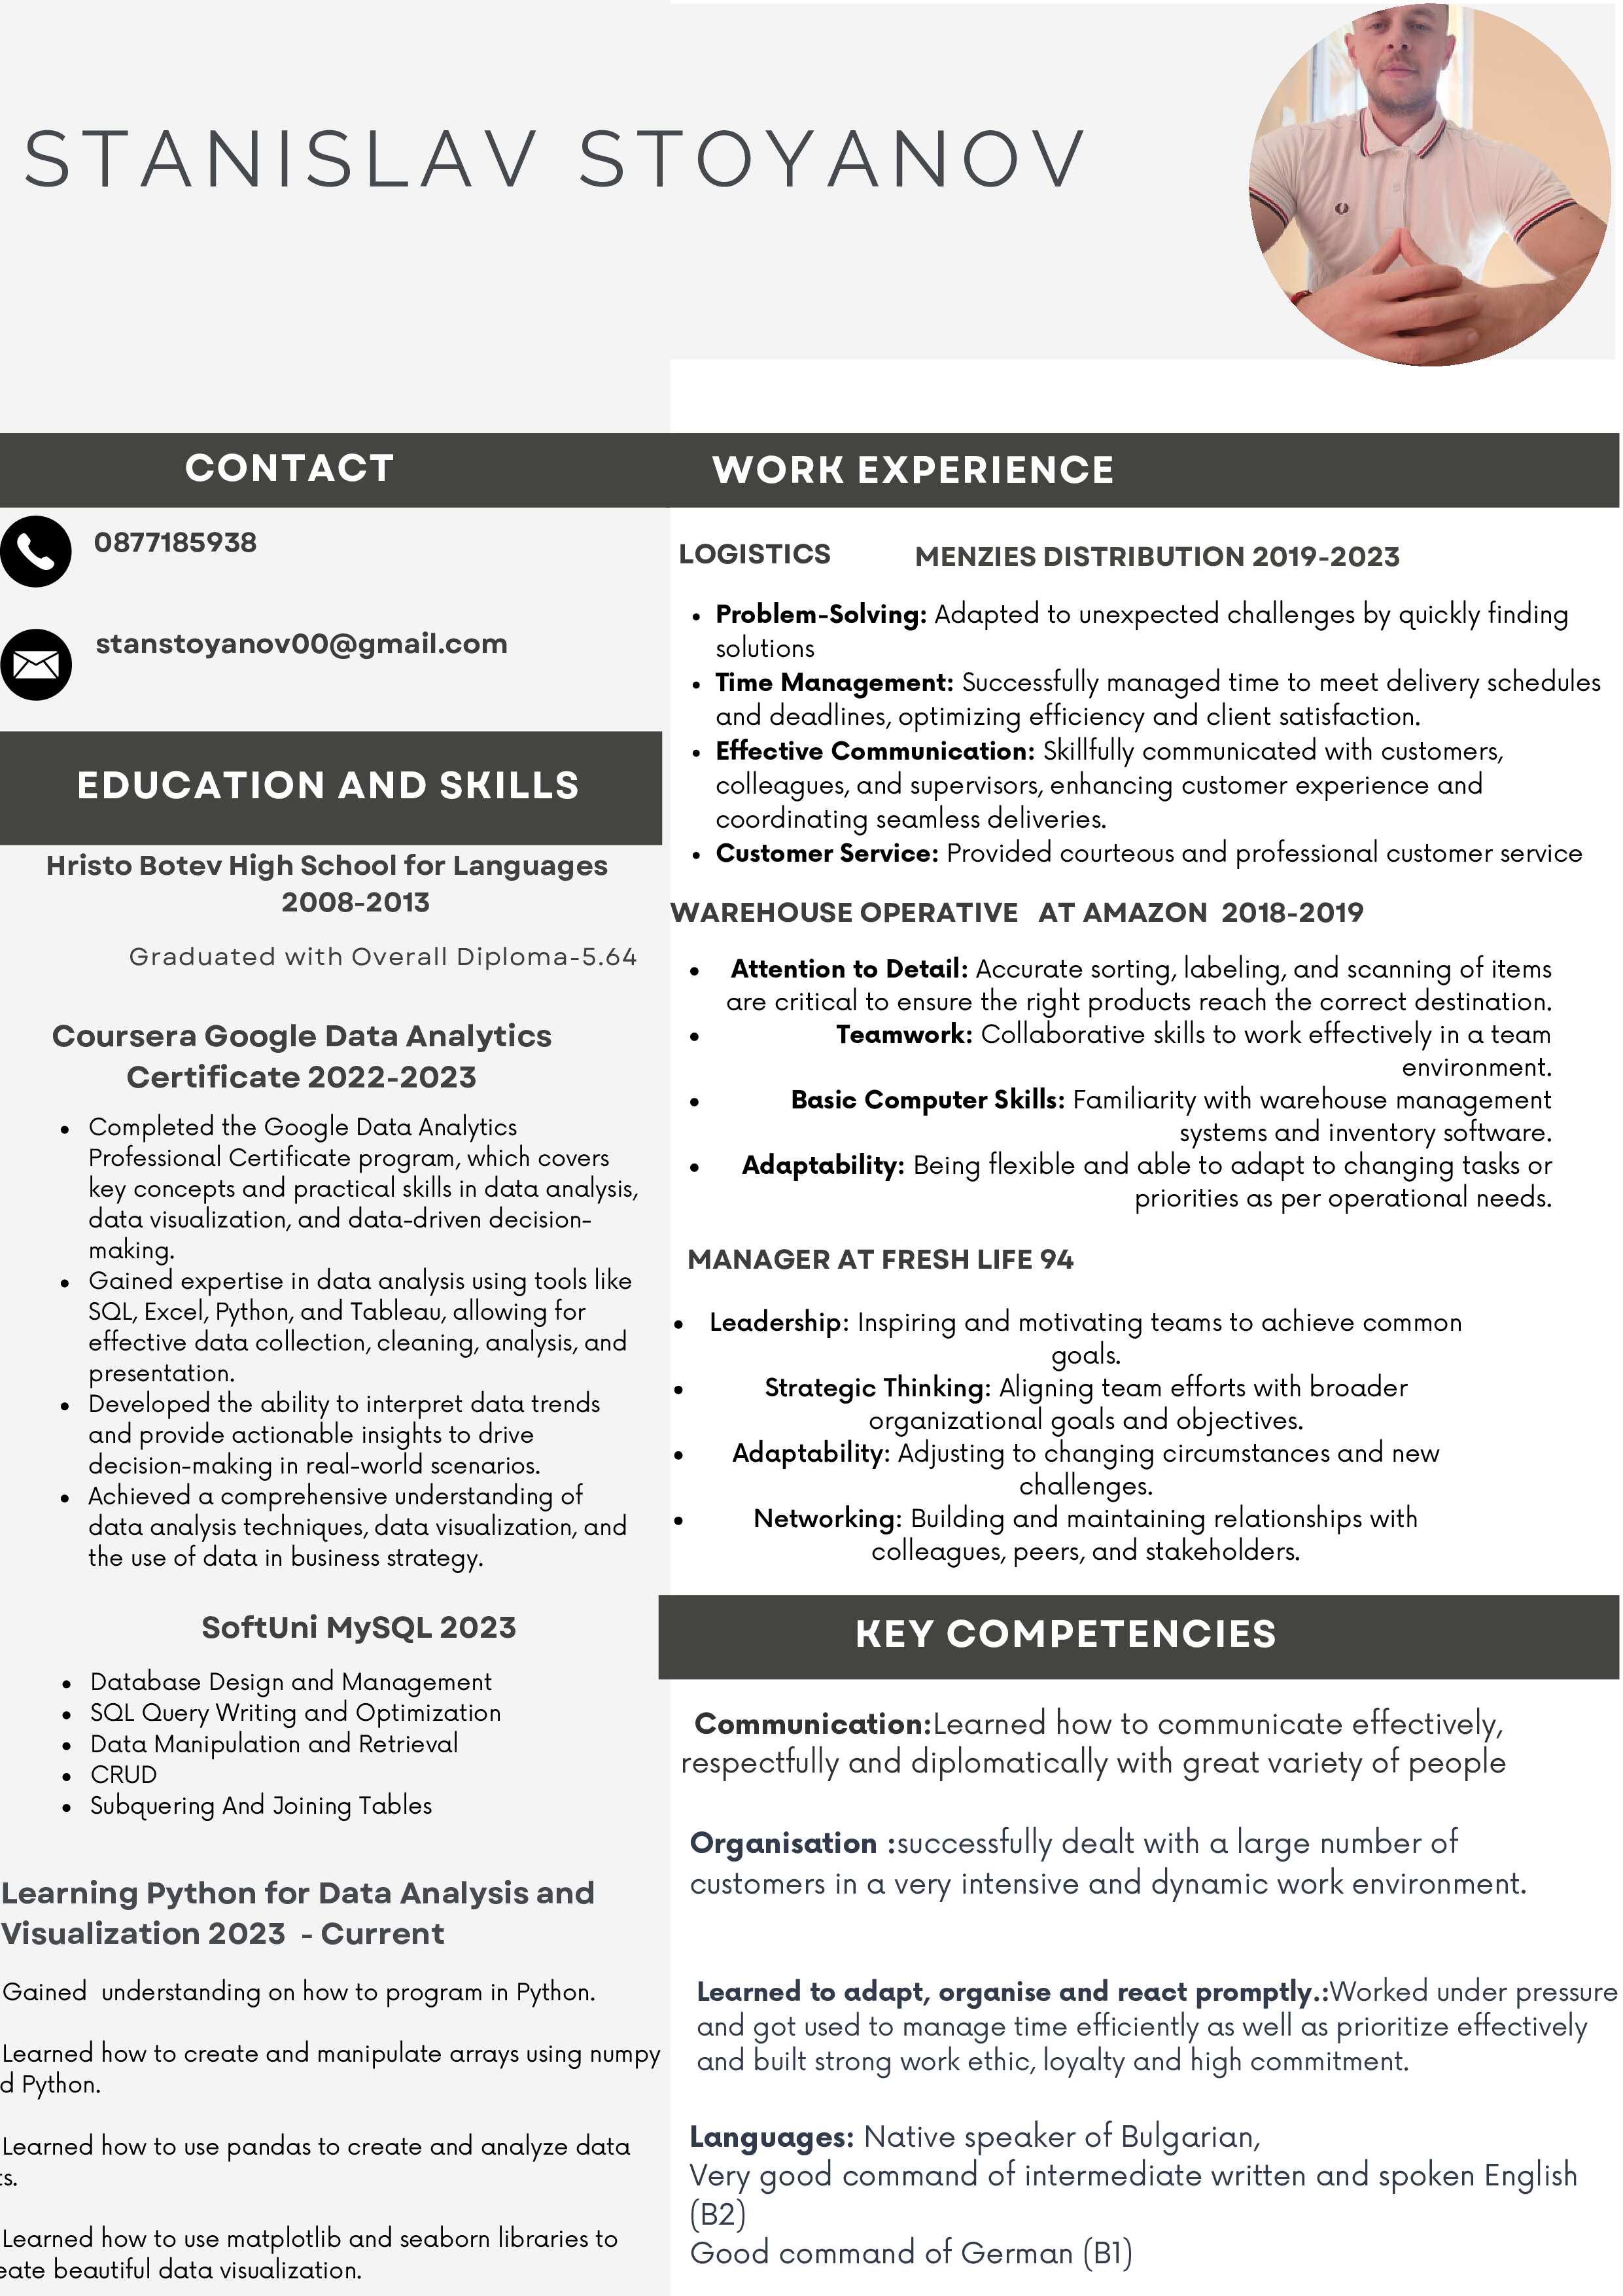 STANISLAV STOYANOV
CONTACT
0877185938
stanstoyanov00@gmail.com
EDUCATION AND SKILLS
Hristo Botev High School for Languages
2008-2013
Graduated with Overall Diploma-5.64
Coursera Google Data Analytics
Certificate 2022-2023
• Completed the Google Data Analytics
Professional Certificate program, which covers
key concepts and practical skills in data analysis,
data visualization, and data-driven decision-
making.
• Gained expertise in data analysis using tools like
SQL, Excel, Python, and Tableau, allowing for
effective data collection, cleaning, analysis, and
presentation.
• Developed the ability to interpret data trends
and provide actionable insights to drive
decision-making in real-world scenarios.
• Achieved a comprehensive understanding of
data analysis techniques, data visualization, and
the use of data in business strategy.
SoftUni MySQL 2023
• Database Design and Management
• SQL Query Writing and Optimization
• Data Manipulation and Retrieval
• CRUD
• Subquering And Joining Tables
Learning Python for Data Analysis and
Visualization 2023 - Current
Gained understanding on how to program in Python.
Learned how to create and manipulate arrays using numpy
d Python.
Learned how to use pandas to create and analyze data
ts.
Learned how to use matplotlib and seaborn libraries to
eate beautiful data visualization.
WORK EXPERIENCE
LOGISTICS MENZIES DISTRIBUTION 2019-2023
• Problem-Solving: Adapted to unexpected challenges by quickly finding
solutions
• Time Management: Successfully managed time to meet delivery schedules
and deadlines, optimizing efficiency and client satisfaction.
• Effective Communication: Skillfully communicated with customers,
colleagues, and supervisors, enhancing customer experience and
coordinating seamless deliveries.
• Customer Service: Provided courteous and professional customer service
WAREHOUSE OPERATIVE AT AMAZON 2018-2019
• Attention to Detail: Accurate sorting, labeling, and scanning of items
are critical to ensure the right products reach the correct destination.
• Teamwork: Collaborative skills to work effectively in a team
environment.
• Basic Computer Skills: Familiarity with warehouse management
systems and inventory software.
• Adaptability: Being flexible and able to adapt to changing tasks or
priorities as per operational needs.
MANAGER AT FRESH LIFE 94
• Leadership: Inspiring and motivating teams to achieve common
goals.
• Strategic Thinking: Aligning team efforts with broader
organizational goals and objectives.
• Adaptability: Adjusting to changing circumstances and new
challenges.
• Networking: Building and maintaining relationships with
colleagues, peers, and stakeholders.
KEY COMPETENCIES
Communication:Learned how to communicate effectively,
respectfully and diplomatically with great variety of people
Organisation :successfully dealt with a large number of
customers in a very intensive and dynamic work environment.
Learned to adapt, organise and react promptly.:Worked under pressure
and got used to manage time efficiently as well as prioritize effectively
and built strong work ethic, loyalty and high commitment.
Languages: Native speaker of Bulgarian,
Very good command of intermediate written and spoken English
(B2)
Good command of German (B1)